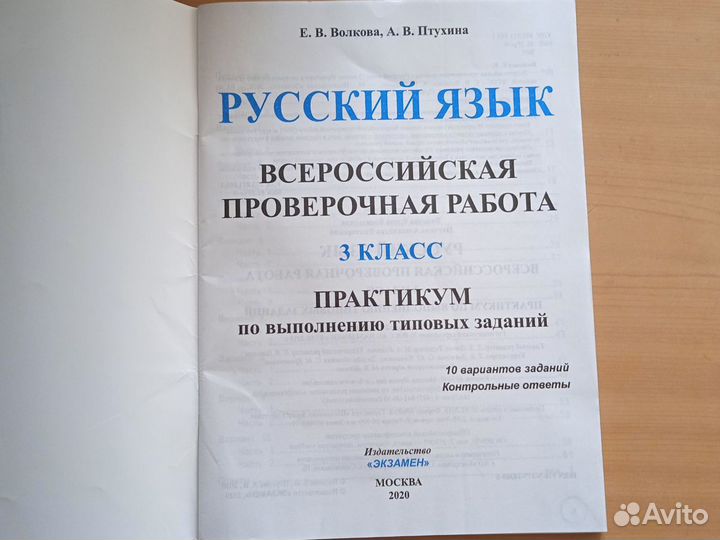 Е. В. Волкова, А. В. Птухина
РУССКИЙ ЯЗЫК
ВСЕРОССИЙСКАЯ
ПРОВЕРОЧНАЯ РАБОТА
3 КЛАСС
ПРАКТИКУМ
по выполнению типовых заданий
10 вариантов заданий
Контрольные ответы
Издательство
«ЭКЗАМЕН»
МОСКВА
2020
Avito